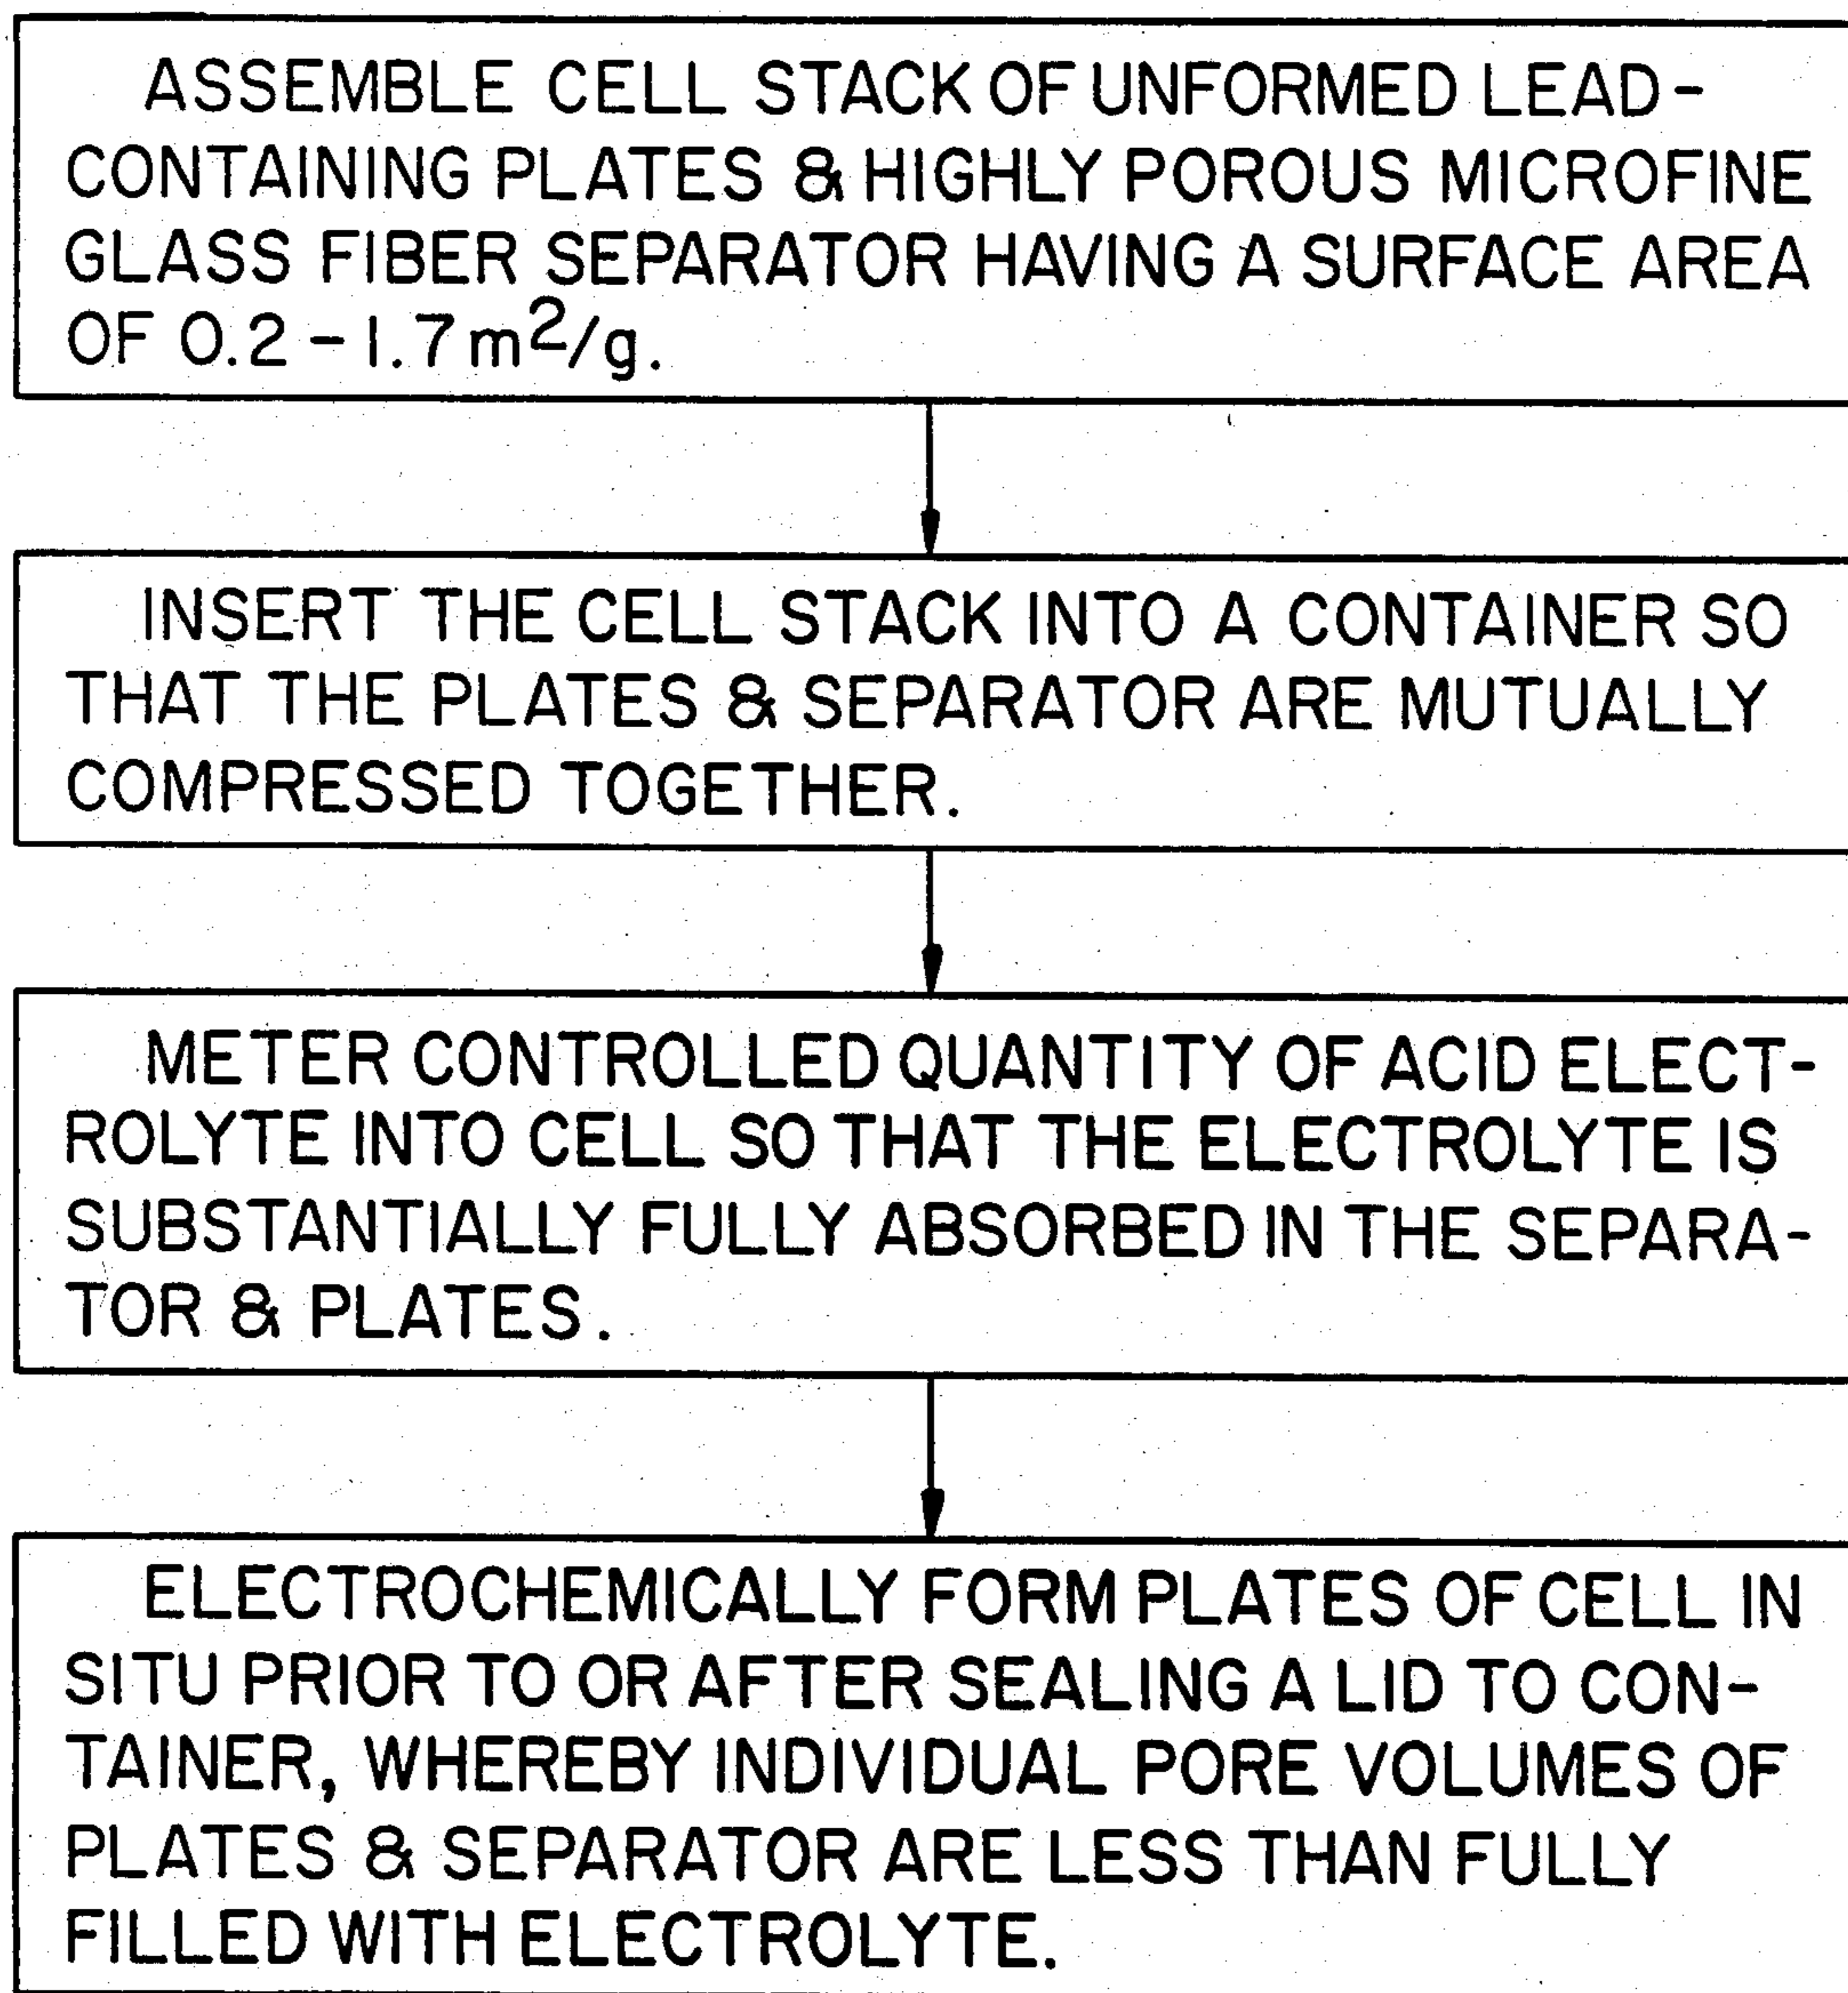 ASSEMBLE CELL STACK OF UNFORMED LEAD-
CONTAINING PLATES & HIGHLY POROUS MICROFINE
GLASS FIBER SEPARATOR HAVING A SURFACE AREA
OF 0.2-1.7 m²/g.
INSERT THE CELL STACK INTO A CONTAINER SO
THAT THE PLATES & SEPARATOR ARE MUTUALLY
COMPRESSED TOGETHER.
METER CONTROLLED QUANTITY OF ACID ELECT-
ROLYTE INTO CELL SO THAT THE ELECTROLYTE IS
SUBSTANTIALLY FULLY ABSORBED IN THE SEPARA-
TOR & PLATES.
ELECTROCHEMICALLY FORM PLATES OF CELL IN
SITU PRIOR TO OR AFTER SEALING A LID TO CON-
TAINER, WHEREBY INDIVIDUAL PORE VOLUMES OF
PLATES & SEPARATOR ARE LESS THAN FULLY
FILLED WITH ELECTROLYTE.